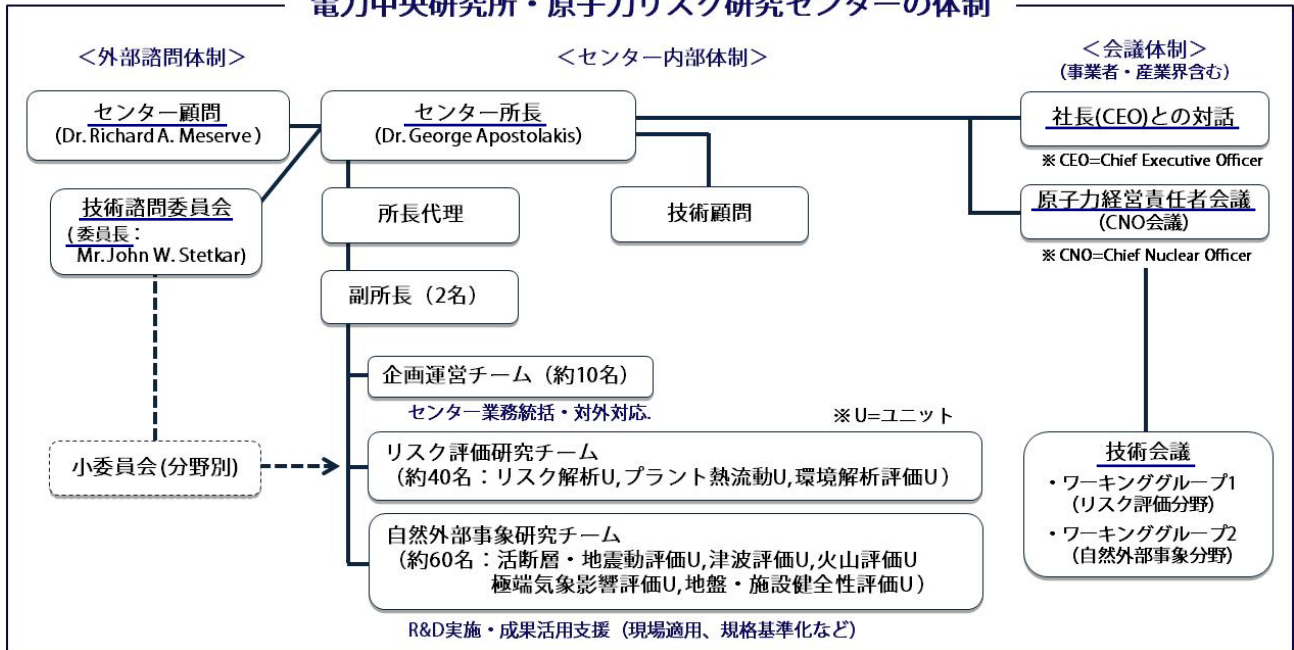 電力中央研究所・原子力リスク研究センターの体制
＜外部諮問体制＞
＜センター内部体制＞
＜会議体制＞
(事業者・産業界含む)
センター顧問
(Dr. Richard A. Meserve )
センター所長
(Dr. George Apostolakis)
社長(CEO)との対話
※ CEO=Chief Executive Officer
技術諮問委員会
( 委員長 :
Mr.John W. Stetkar)
所長代理
技術顧問
原子力経営責任者会議
(CNO会議)
※ CNO=Chief Nuclear Officer
副所長（2名）
企画運営チーム（約10名）
センター業務統括・対外対応.
※ U=ユニット
小委員会 (分野別)
リスク評価研究チーム
（約40名：リスク解析U, プラント熱流動U, 環境解析評価U ）
自然外部事象研究チーム
（約60名：活断層・地震動評価U, 津波評価U, 火山評価U
極端気象影響評価U, 地盤・施設健全性評価U ）
R&D実施・成果活用支援（現場適用、規格基準化など）
技術会議
・ワーキンググループ1
(リスク評価分野)
・ワーキンググループ2
(自然外部事象分野)